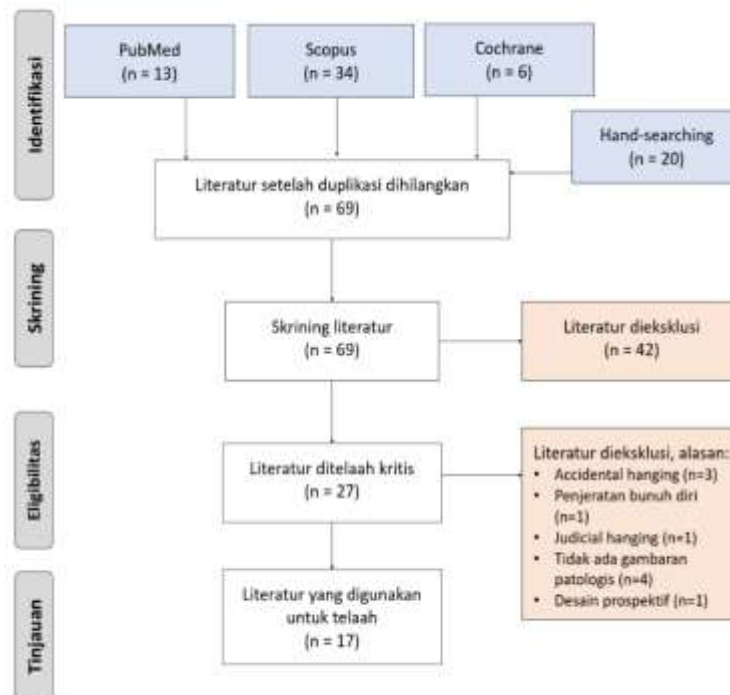 Identifikasi
PubMed
(n = 13)
Scopus
(n = 34)
Cochrane
(n = 6)
Hand-searching
(n = 20)
Literatur setelah duplikasi dihilangkan
(n = 69)
Skrining
Skrining literatur
(n = 69)
Literatur dieksklusi
(n = 42)
Eligibilitas
Literatur ditelaah kritis
(n = 27)
Literatur dieksklusi, alasan:
• Accidental hanging (n=3)
• Penjeratan bunuh diri
(n=1)
• Judicial hanging (n=1)
• Tidak ada gambaran
patologis (n=4)
• Desain prospektif (n=1)
Tinjauan
Literatur yang digunakan
untuk telaah
(n = 17)